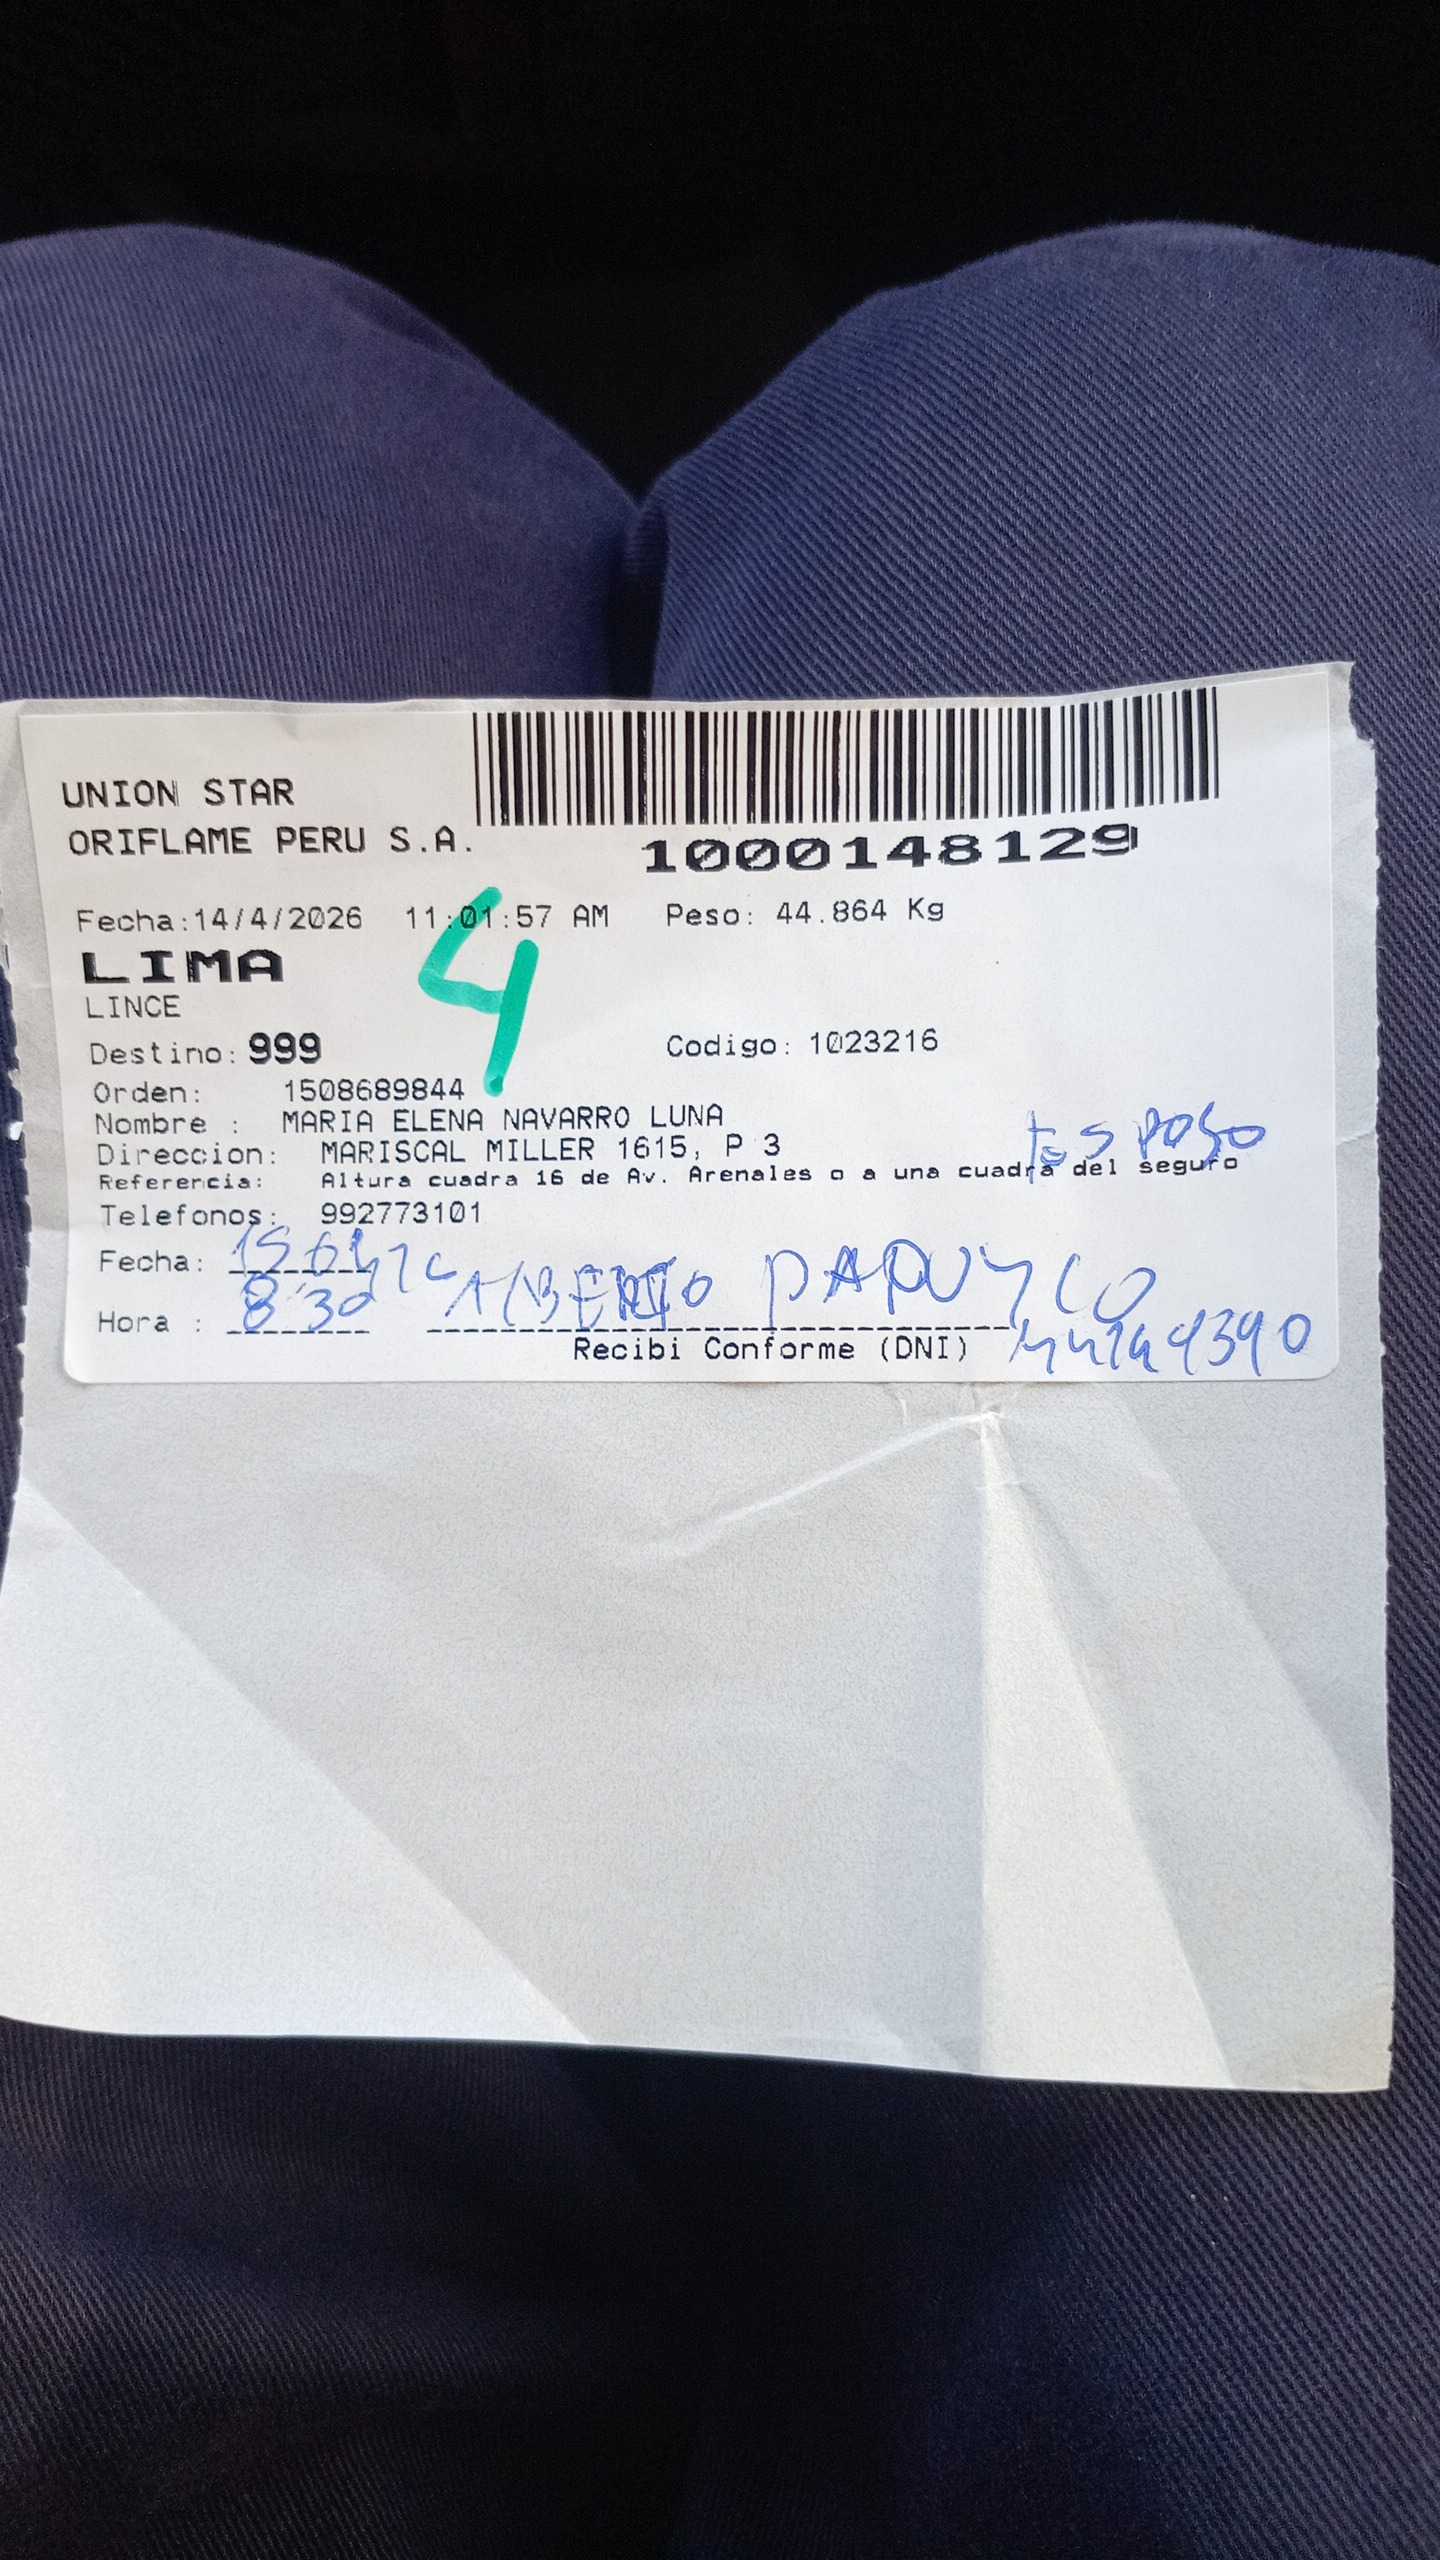 UNION STAR
ORIFLAME PERU S.A.
1000148129
Fecha:14/4/2026 11:01:57 AM Peso: 44.864 Kg
4
LIMA
LINCE
Destino: 999 Codigo: 1023216
Orden: 1508689844
Nombre : MARIA ELENA NAVARRO LUNA
Direccion: MARISCAL MILLER 1615, P 3
Referencia: Altura cuadra 16 de Av. Arenales o a una cuadra del seguro
Telefonos: 992773101
Fecha:
Hora : 8:30 ALBERTO
Recibi Conforme (DNI)